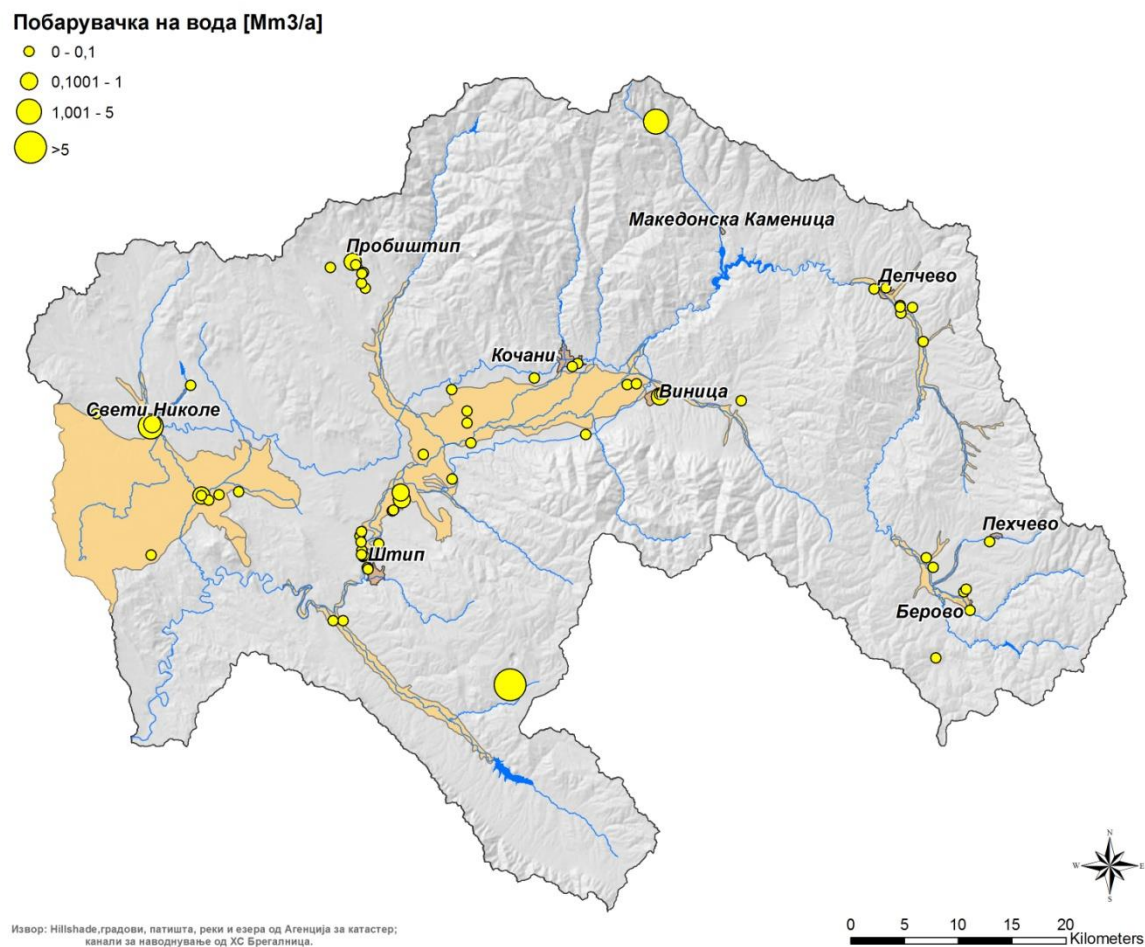 Побарувачка на вода [Mm3/a]
0 - 0,1
0,1001 - 1
1,001 - 5
>5
Македонска Каменица
Пробиштип
Делчево
Кочани
Виница
Свети Николе
Пехчево
Штип
Берово
N
W E
S
Извор: Hillshade,градови, патишта, реки и езера од Агенција за катастер;
канали за наводнување од ХС Брегалница.
0 5 10 15 20
Kilometers